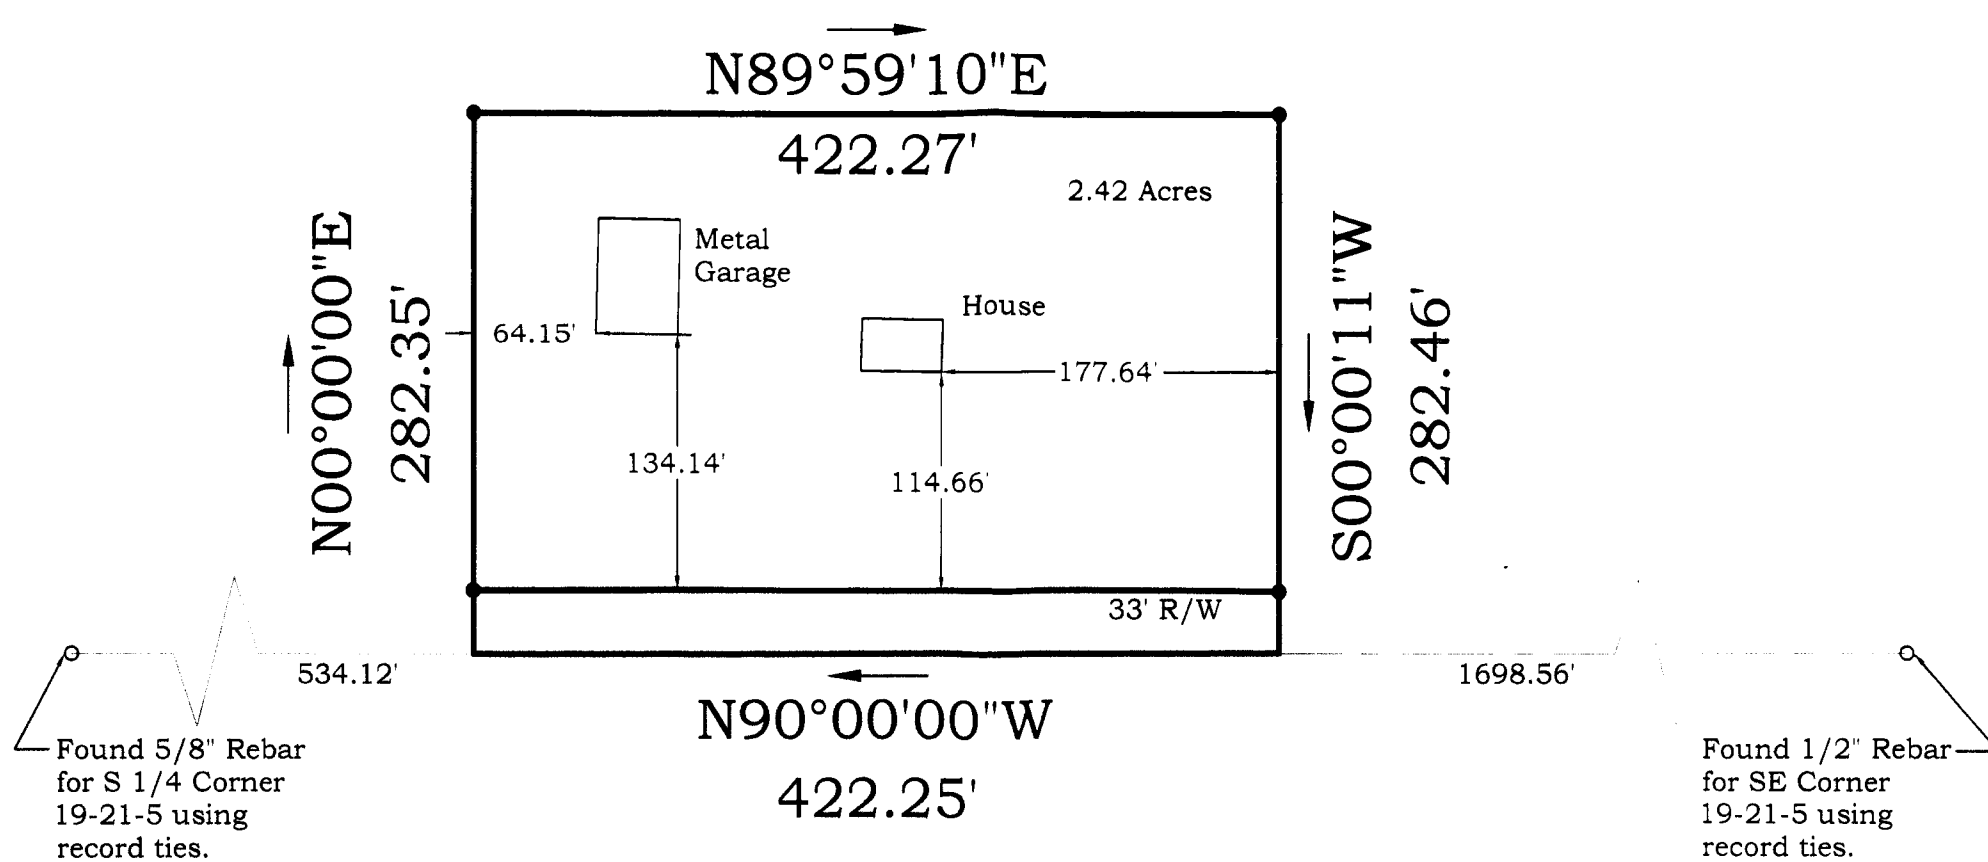 N89°59'10"E
422.27'
2.42 Acres
N00°00'00"E
282.35'
Metal
Garage
64.15'
House
177.64'
134.14'
114.66'
S00°00'11"W
282.46'
33' R/W
534.12'
1698.56'
N90°00'00"W
422.25'
Found 5/8" Rebar
for S 1/4 Corner
19-21-5 using
record ties.
Found 1/2" Rebar
for SE Corner
19-21-5 using
record ties.